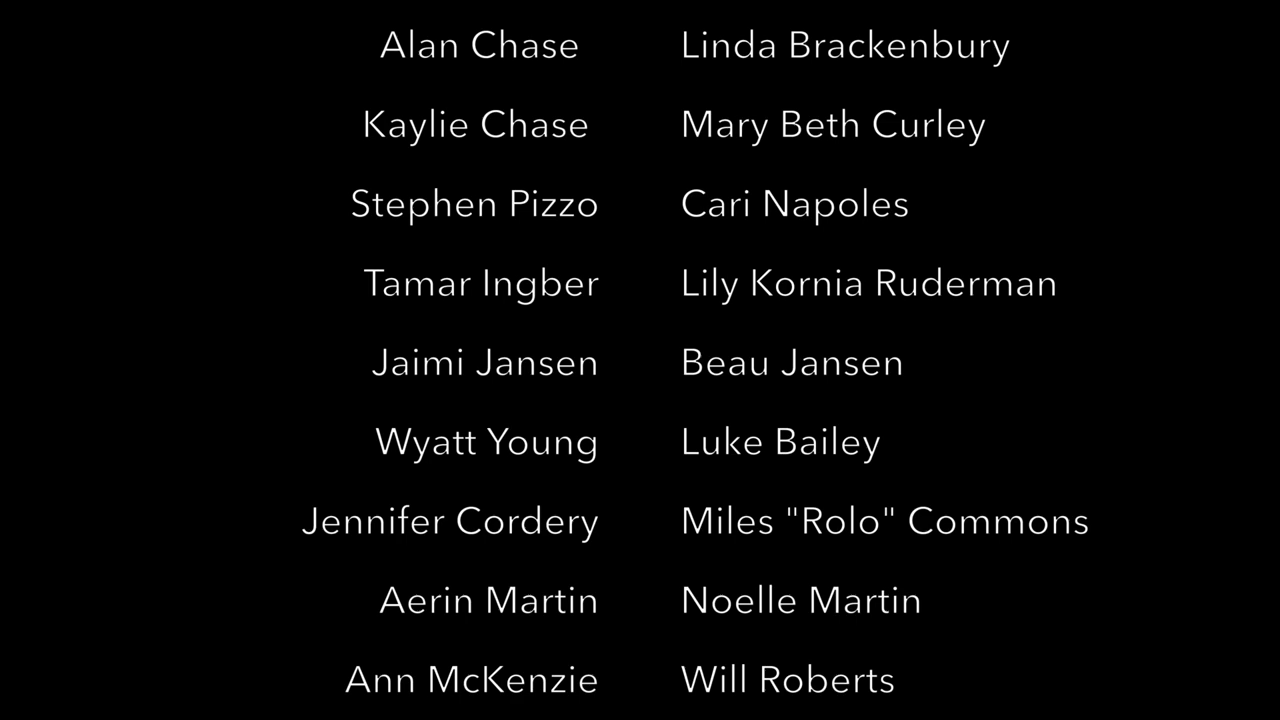 Alan Chase Linda Brackenbury
Kaylie Chase Mary Beth Curley
Stephen Pizzo Cari Napoles
Tamar Ingber Lily Kornia Ruderman
Jaimi Jansen Beau Jansen
Wyatt Young Luke Bailey
Jennifer Cordery Miles "Rolo" Commons
Aerin Martin Noelle Martin
Ann McKenzie Will Roberts